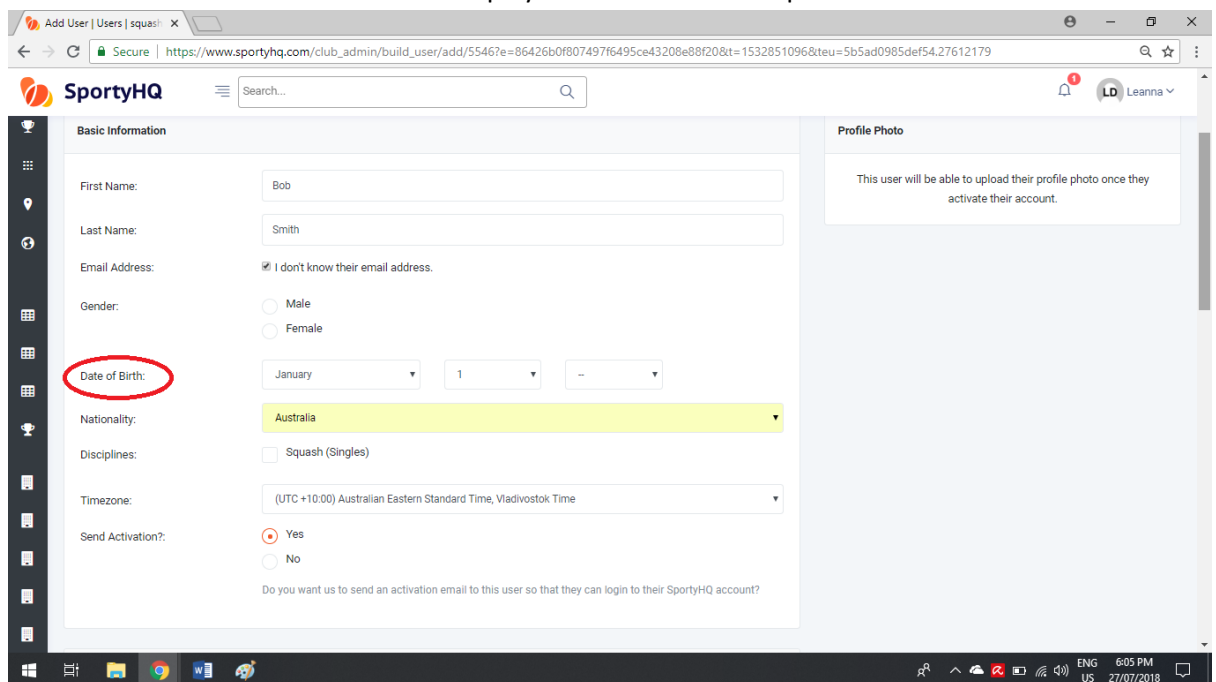 Add User | Users | squash
Secure | https://www.sportyhq.com/club_admin/build_user/add/5546?e=86426b0f807497f6495ce43208e88f20&t=1532851096&teu=5b5ad0985def54.27612179
SportyHQ
Search...
1
LD Leanna
Basic Information
Profile Photo
First Name: Bob
This user will be able to upload their profile photo once they
activate their account.
Last Name: Smith
Email Address: I don't know their email address.
Gender: Male
Female
Date of Birth: January 1 --
Nationality: Australia
Disciplines: Squash (Singles)
Timezone: (UTC +10:00) Australian Eastern Standard Time, Vladivostok Time
Send Activation?: Yes
No
Do you want us to send an activation email to this user so that they can login to their SportyHQ account?
ENG 6:05 PM
US 27/07/2018